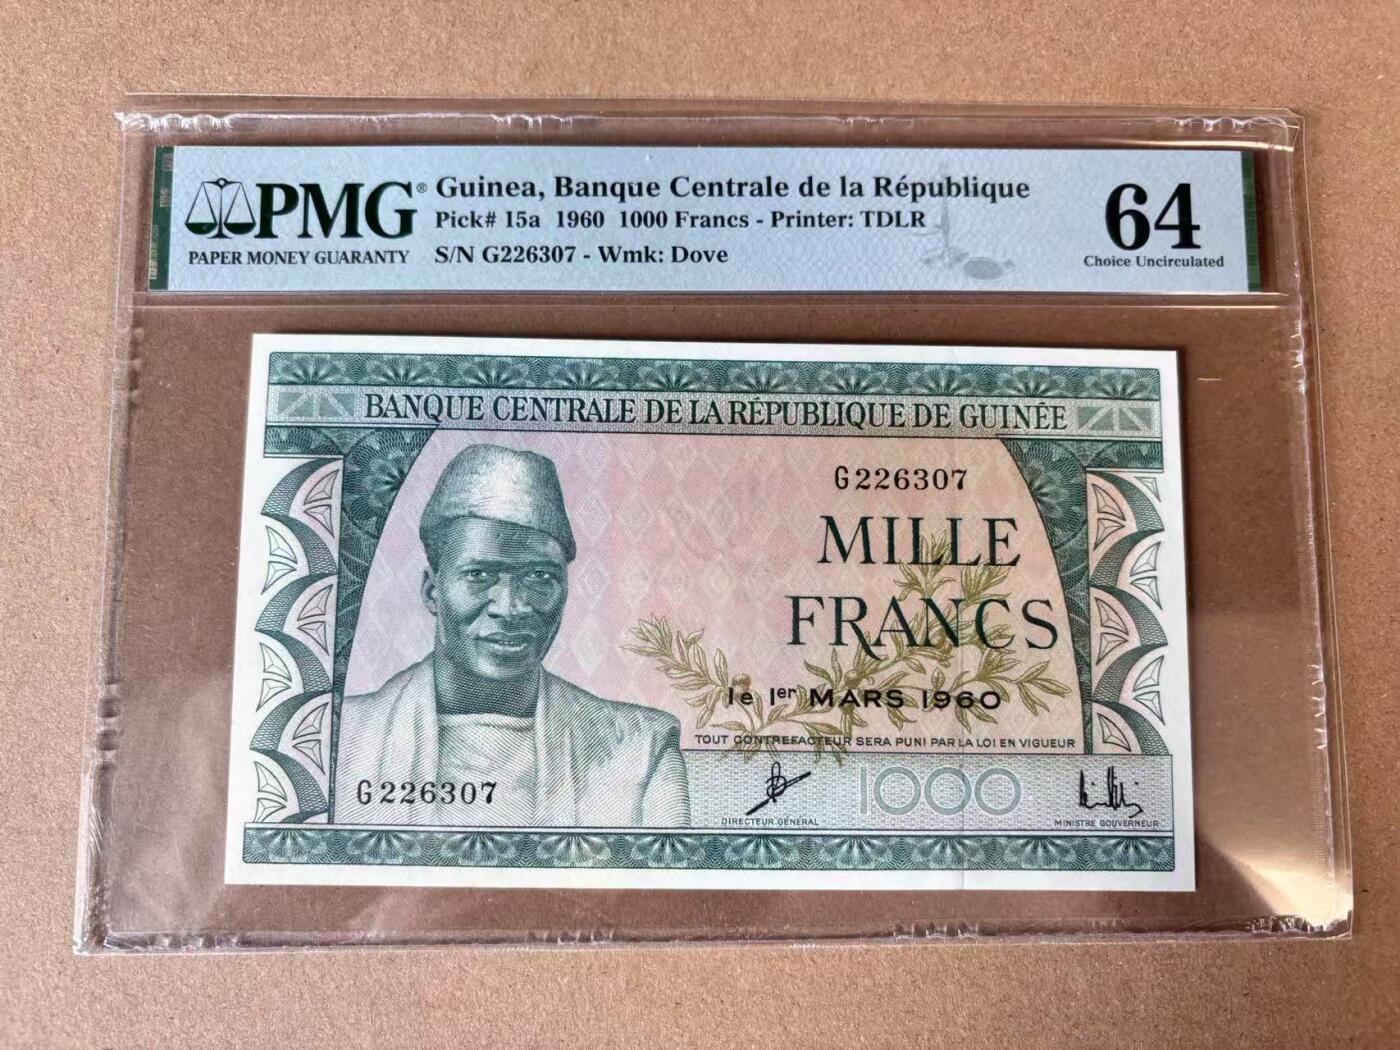 PMG®
PAPER MONEY GUARANTY
Guinea, Banque Centrale de la République
Pick# 15a 1960 1000 Francs - Printer: TDLR
S/N G226307 - Wmk: Dove
64
Choice Uncirculated
BANQUE CENTRALE DE LA RÉPUBLIQUE DE GUINÉE
G226307
MILLE
FRANCS
le 1er MARS 1960
TOUT CONTREFACTEUR SERA PUNI PAR LA LOI EN VIGUEUR
G226307
1000
DIRECTEUR GÉNÉRAL
MINISTRE GOUVERNEUR